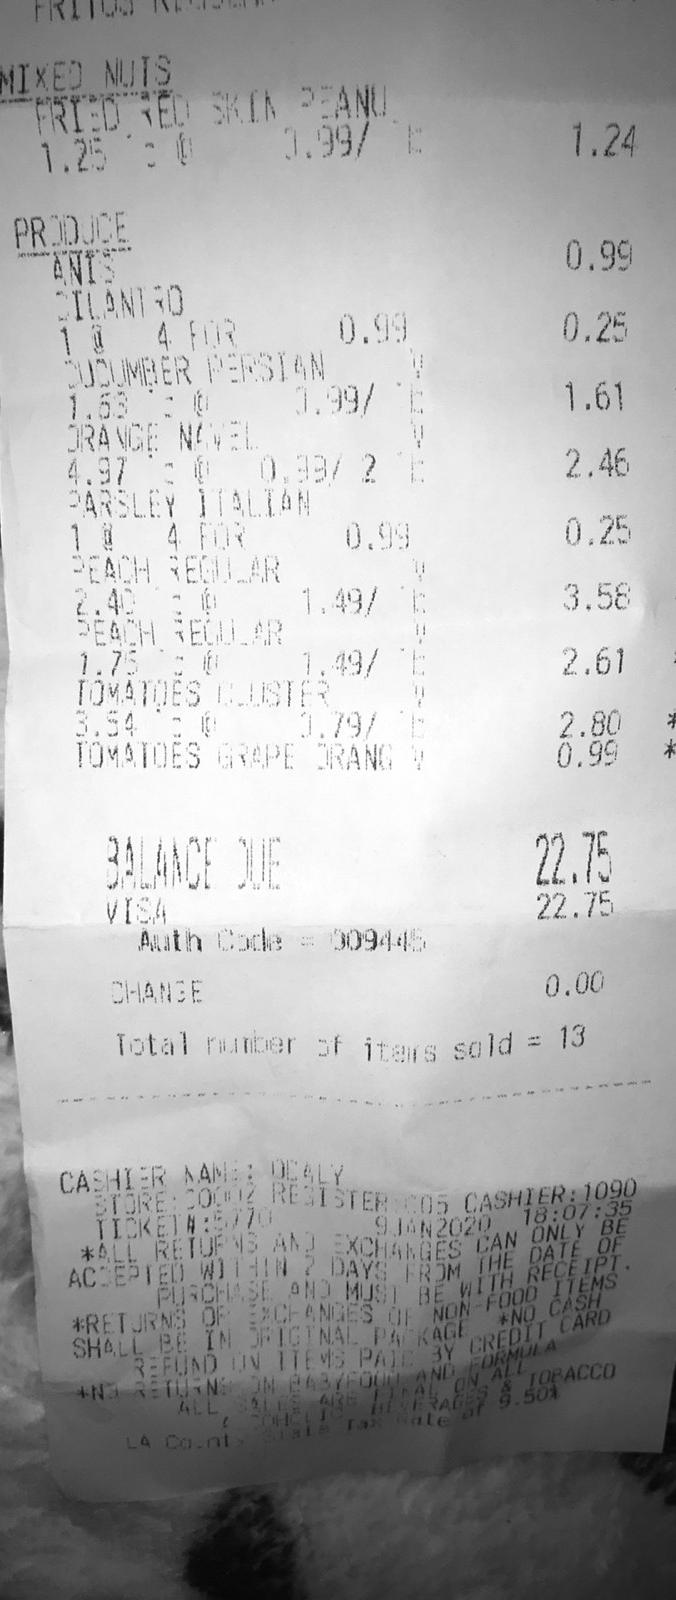 FRITOS
MIXED NUTS
FRIED RED SKIN PEANU
1.25 @ 0.99/ 1.24
PRODUCE
ANIS 0.99
CILANTRO
1 @ 4 FOR 0.99 0.25
CUCUMBER PERSIAN V
1.63 @ 0.99/ 1.61
ORANGE NAVEL V
4.97 @ 0.99/ 2 2.46
PARSLEY ITALIAN
1 @ 4 FOR 0.99 0.25
PEACH REGULAR V
2.40 @ 1.49/ 3.58
PEACH REGULAR V
1.75 @ 1.49/ 2.61
TOMATOES CLUSTER V
3.54 @ 0.79/ 2.80 *
TOMATOES GRAPE ORANG V 0.99 *
BALANCE DUE 22.75
VISA 22.75
Auth Code = 009445
CHANGE 0.00
Total number of items sold = 13
CASHIER NAME: ODALY
STORE:00002 REGISTER:005 CASHIER:1090
TICKET#:5770 9JAN2020 18:07:35
*ALL RETURNS AND EXCHANGES CAN ONLY BE
ACCEPTED WITHIN 2 DAYS FROM THE DATE OF
PURCHASE AND MUST BE WITH RECEIPT.
*RETURNS OR EXCHANGES OF NON-FOOD ITEMS
SHALL BE IN ORIGINAL PACKAGE *NO CASH
REFUND ON ITEMS PAID BY CREDIT CARD
*NO RETURNS ON BABYFOOD AND FORMULA
ALL SALES ARE FINAL ON ALL
ALCOHOLIC BEVERAGES & TOBACCO
LA County State Tax Rate of 9.50%